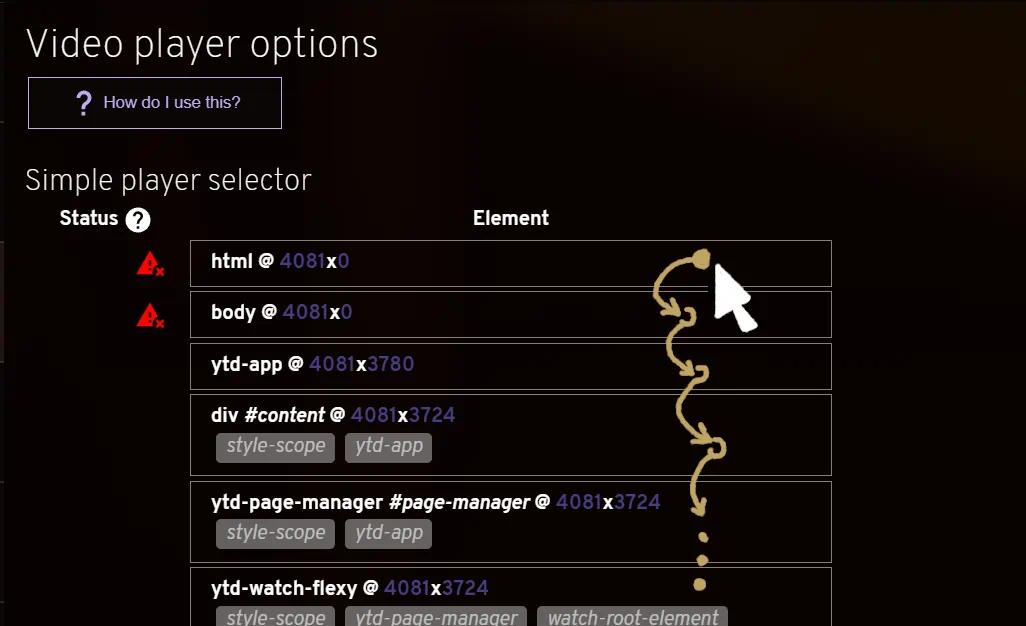 Video player options
? How do I use this?
Simple player selector
Status ? Element
html @ 4081x0
body @ 4081x0
ytd-app @ 4081x3780
div #content @ 4081x3724
style-scope ytd-app
ytd-page-manager #page-manager @ 4081x3724
style-scope ytd-app
ytd-watch-flexy @ 4081x3724
style-scope ytd-page-manager watch-root-element